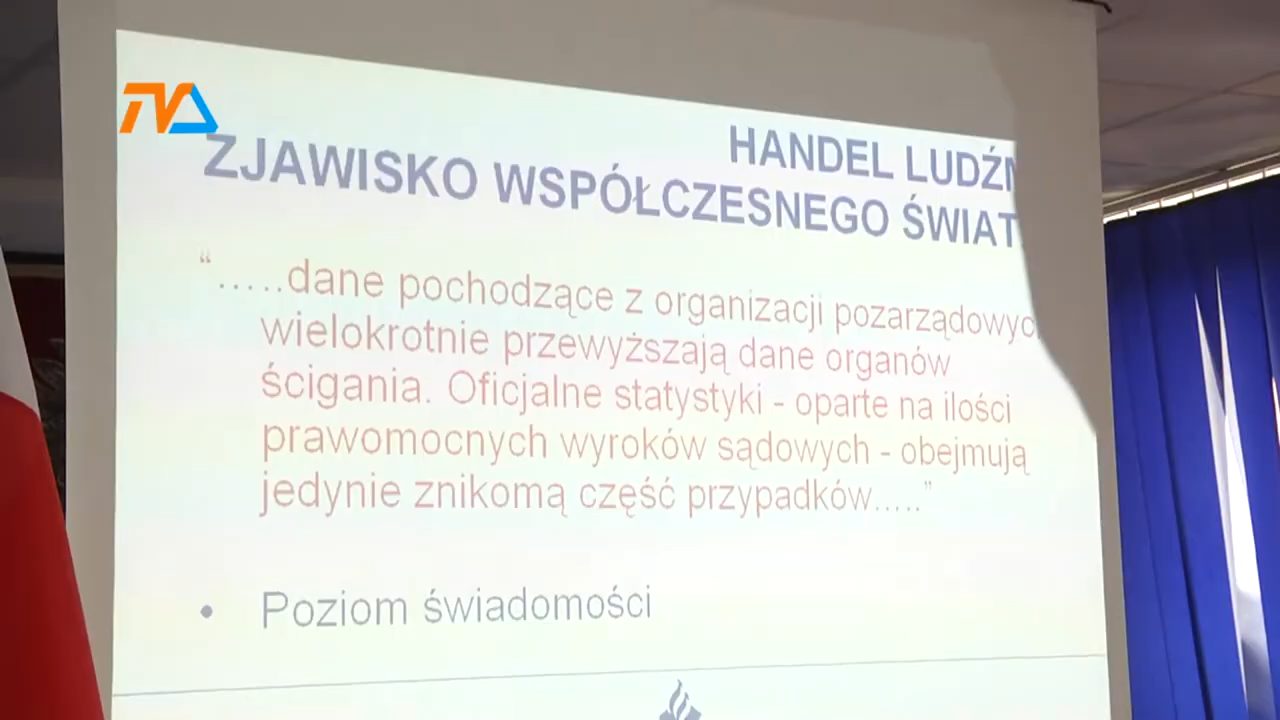 TVA
HANDEL LUDŹM
ZJAWISKO WSPÓŁCZESNEGO ŚWIAT
“.....dane pochodzące z organizacji pozarządowyc
wielokrotnie przewyższają dane organów
ścigania. Oficjalne statystyki - oparte na ilości
prawomocnych wyroków sądowych - obejmują
jedynie znikomą część przypadków.....”
• Poziom świadomości